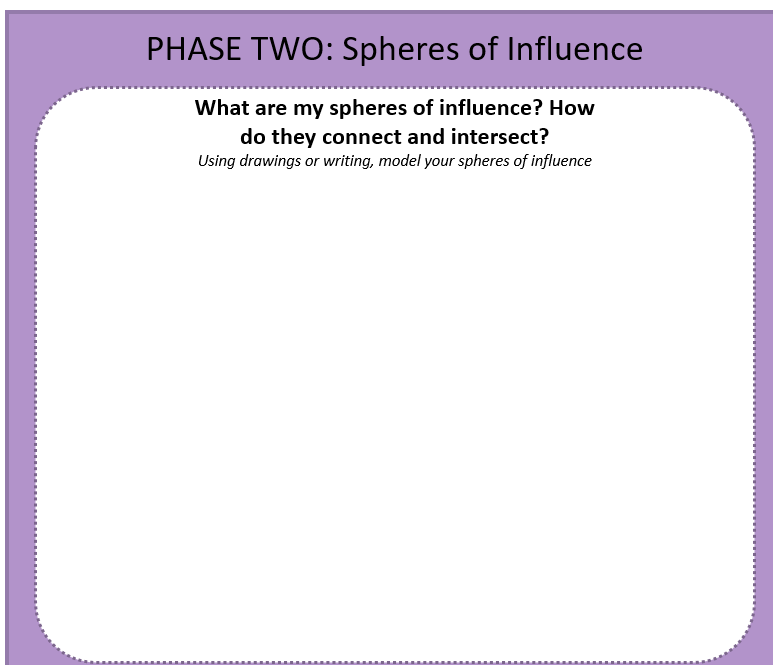 PHASE TWO: Spheres of Influence
What are my spheres of influence? How
do they connect and intersect?
Using drawings or writing, model your spheres of influence